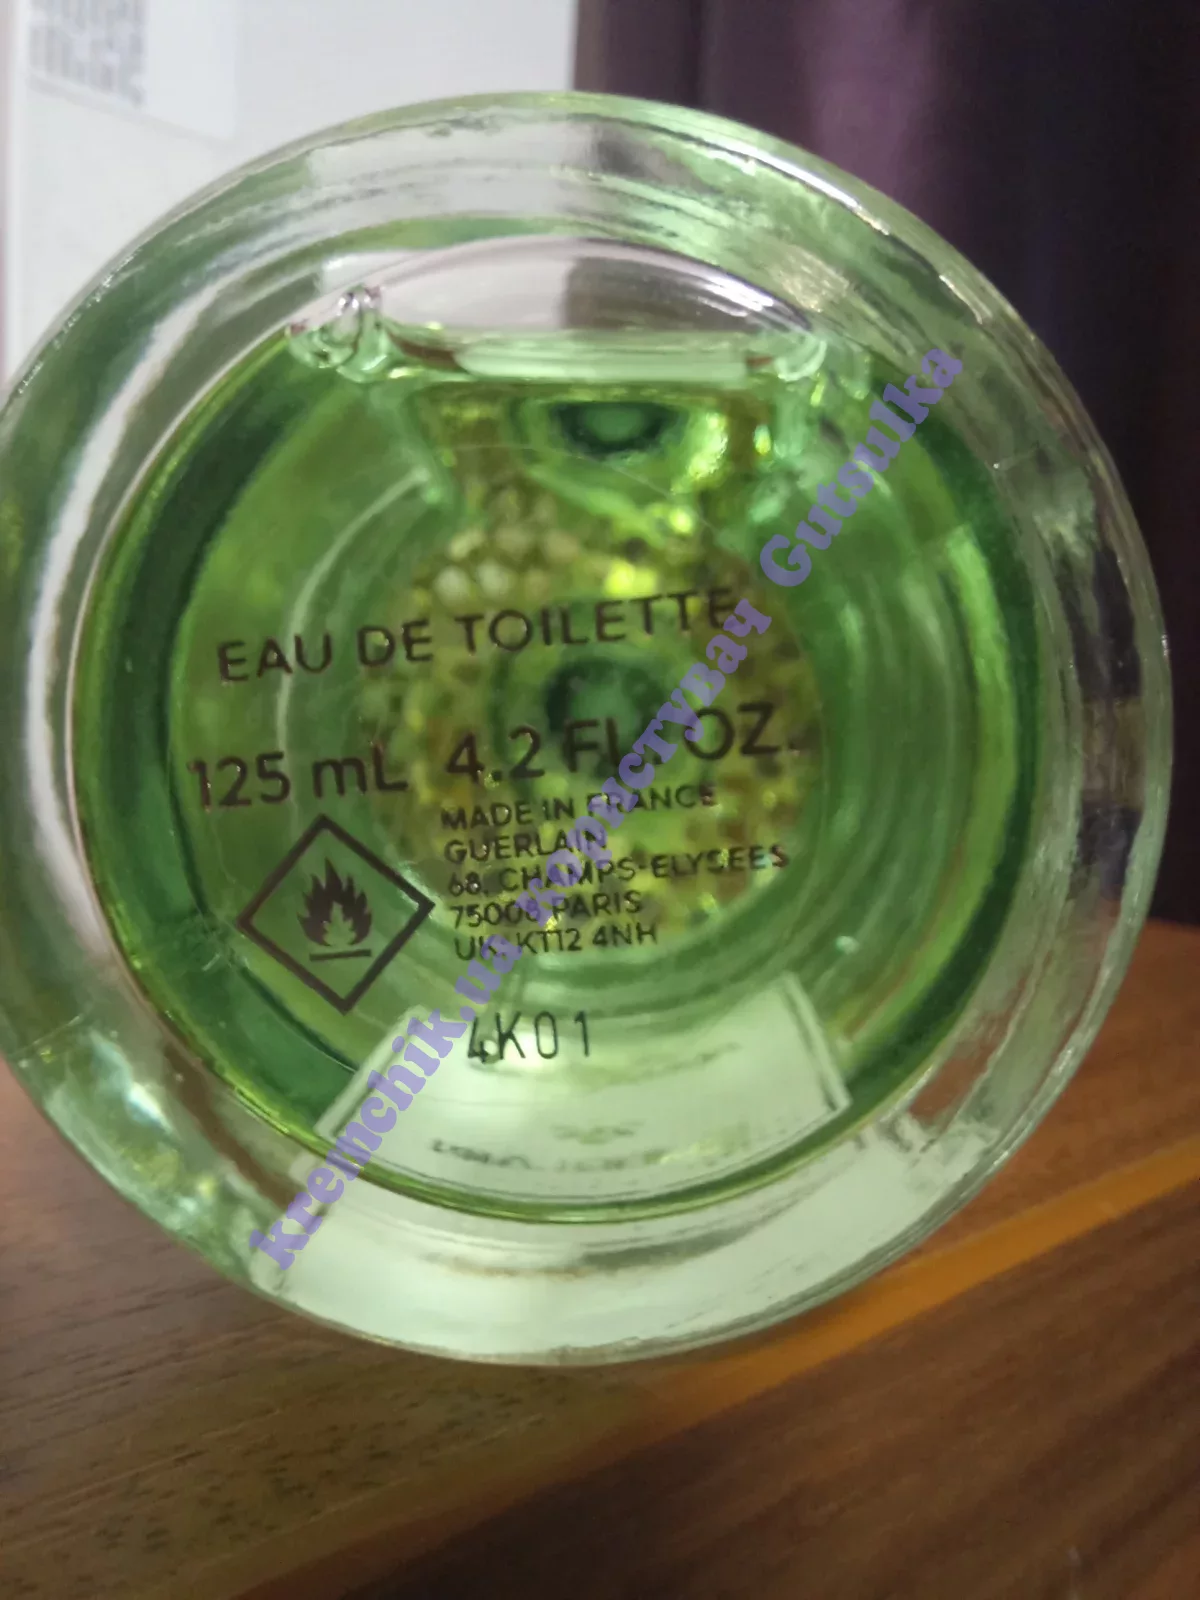 EAU DE TOILETTE
125 mL 4.2 FL. OZ.
MADE IN FRANCE
GUERLAIN
68, CHAMPS-ELYSEES
75008 PARIS
UK, KT12 4NH
4K01
kremchik.ua користувач Gutsulka